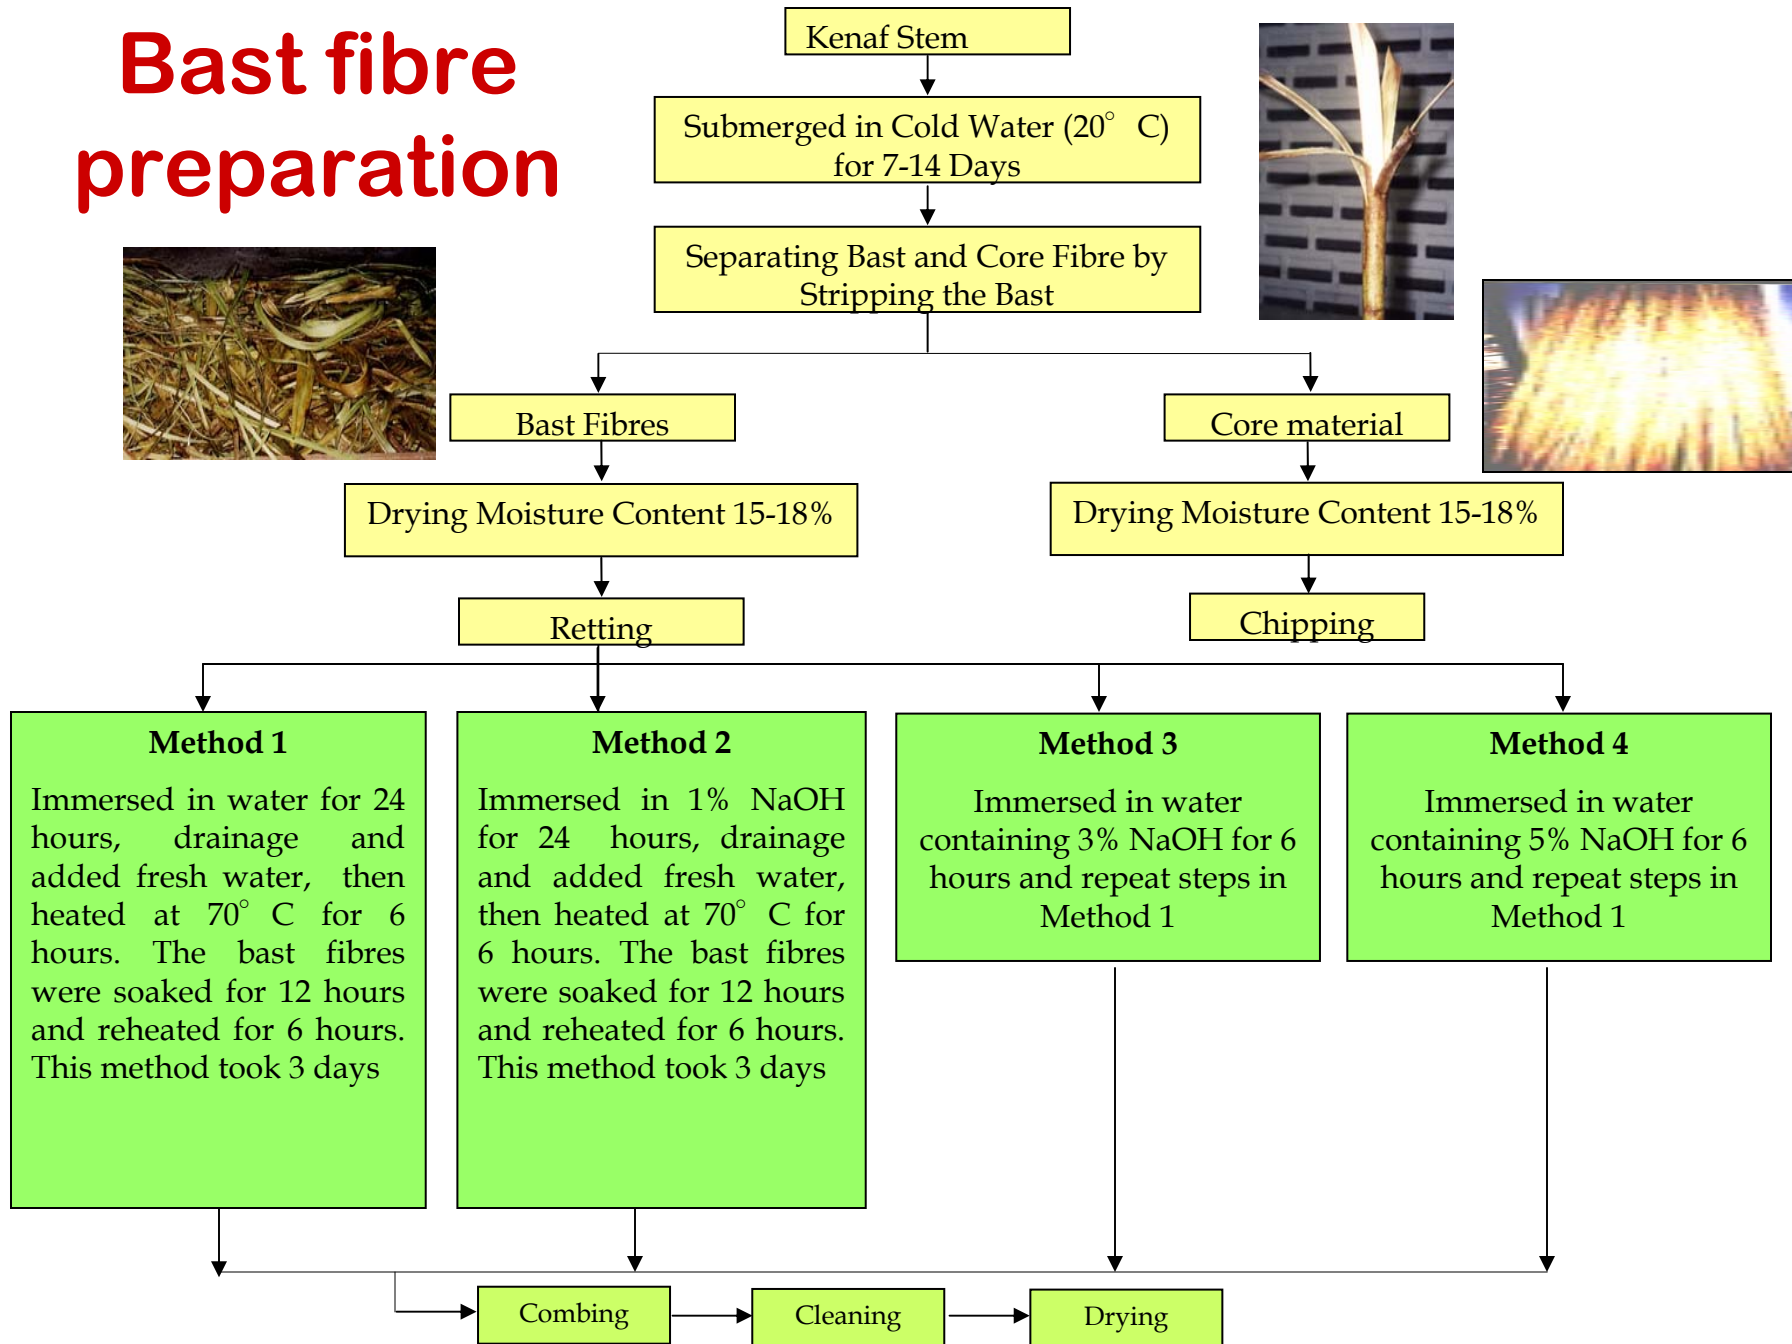 Bast fibre
preparation
Kenaf Stem
Submerged in Cold Water (20° C)
for 7-14 Days
Separating Bast and Core Fibre by
Stripping the Bast
Bast Fibres
Core material
Drying Moisture Content 15-18%
Drying Moisture Content 15-18%
Retting
Chipping
Method 1
Immersed in water for 24
hours, drainage and
added fresh water, then
heated at 70° C for 6
hours. The bast fibres
were soaked for 12 hours
and reheated for 6 hours.
This method took 3 days
Method 2
Immersed in 1% NaOH
for 24 hours, drainage
and added fresh water,
then heated at 70° C for
6 hours. The bast fibres
were soaked for 12 hours
and reheated for 6 hours.
This method took 3 days
Method 3
Immersed in water
containing 3% NaOH for 6
hours and repeat steps in
Method 1
Method 4
Immersed in water
containing 5% NaOH for 6
hours and repeat steps in
Method 1
Combing
Cleaning
Drying